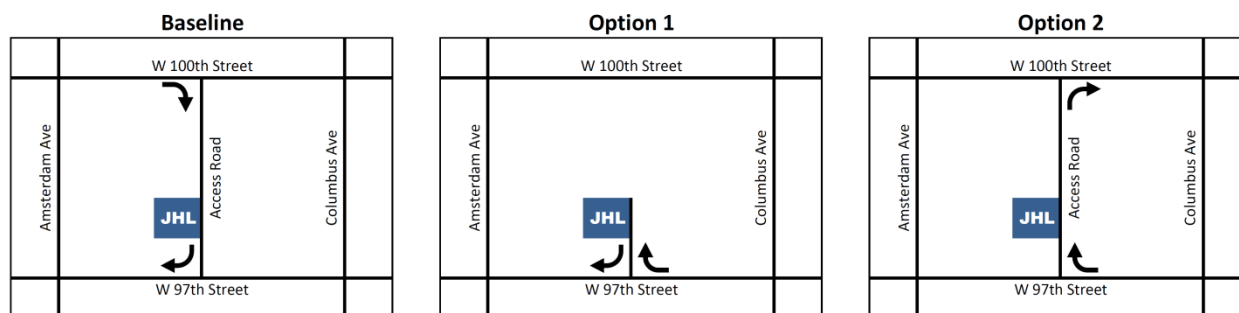 Baseline
W 100th Street
Amsterdam Ave
Access Road
Columbus Ave
JHL
W 97th Street
Option 1
W 100th Street
Amsterdam Ave
Columbus Ave
JHL
W 97th Street
Option 2
W 100th Street
Amsterdam Ave
Access Road
Columbus Ave
JHL
W 97th Street